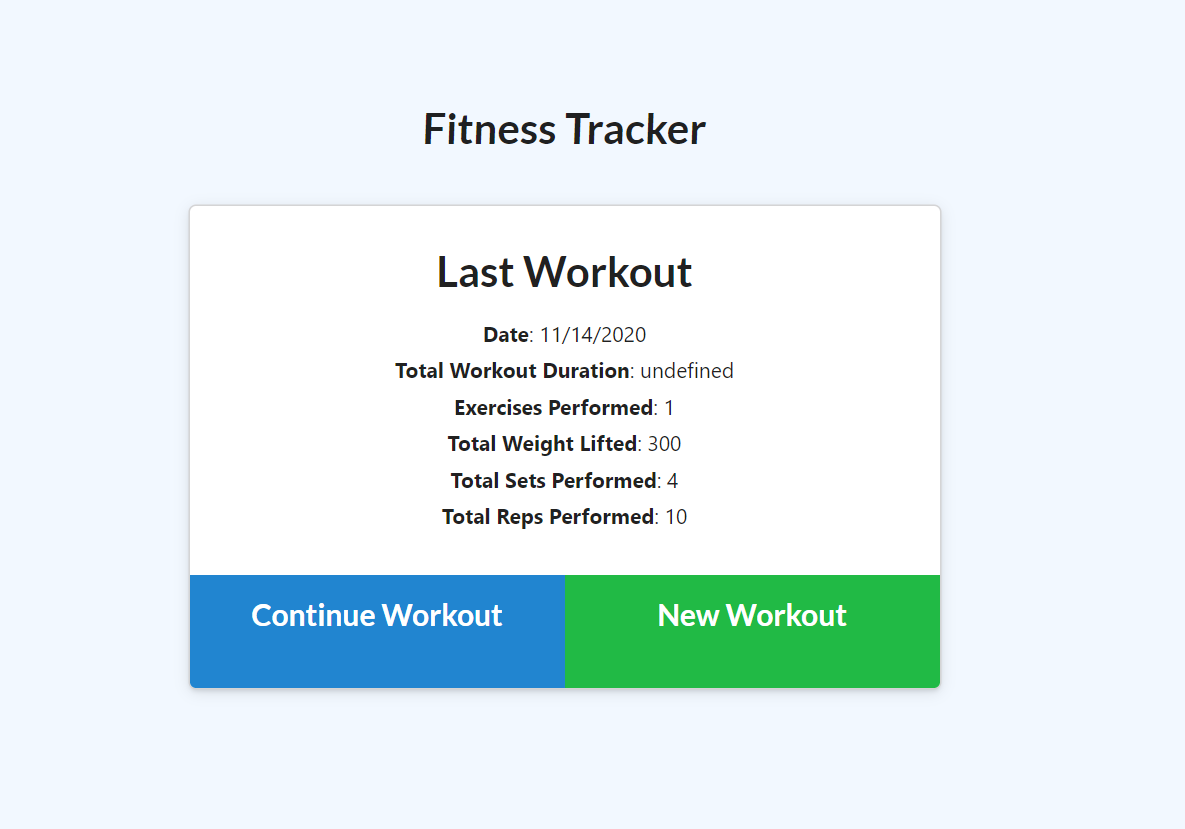 Fitness Tracker
Last Workout
Date: 11/14/2020
Total Workout Duration: undefined
Exercises Performed: 1
Total Weight Lifted: 300
Total Sets Performed: 4
Total Reps Performed: 10
Continue Workout
New Workout